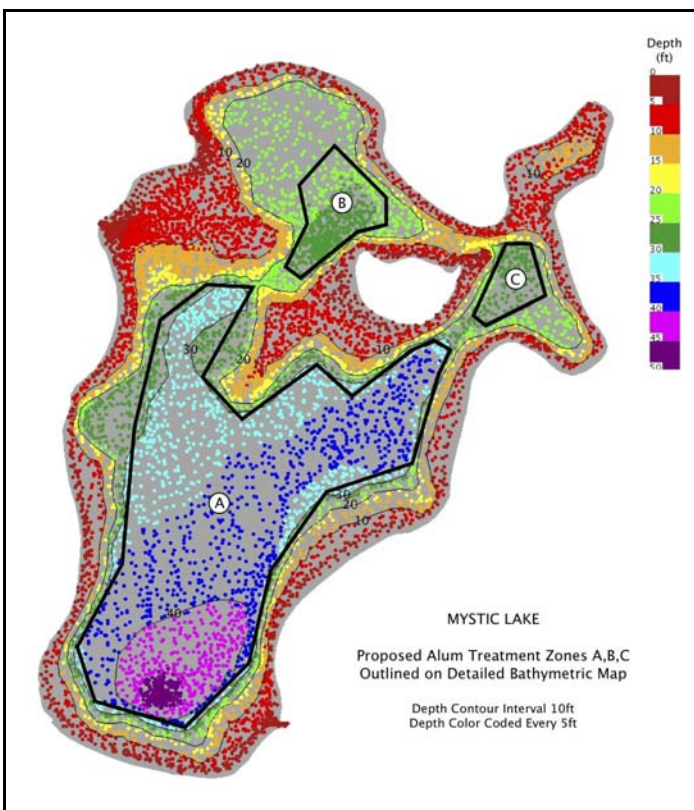 Depth
(ft)
0
5
10
15
20
25
30
35
40
45
50
10
20
10
B
C
30
20
10
A
30
20
10
40
MYSTIC LAKE
Proposed Alum Treatment Zones A,B,C
Outlined on Detailed Bathymetric Map
Depth Contour Interval 10ft
Depth Color Coded Every 5ft